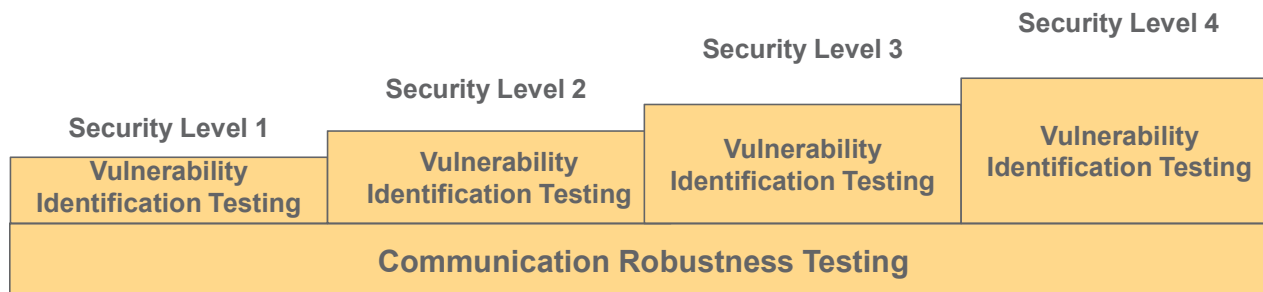 Security Level 1
Security Level 2
Security Level 3
Security Level 4
Vulnerability
Identification Testing
Vulnerability
Identification Testing
Vulnerability
Identification Testing
Vulnerability
Identification Testing
Communication Robustness Testing